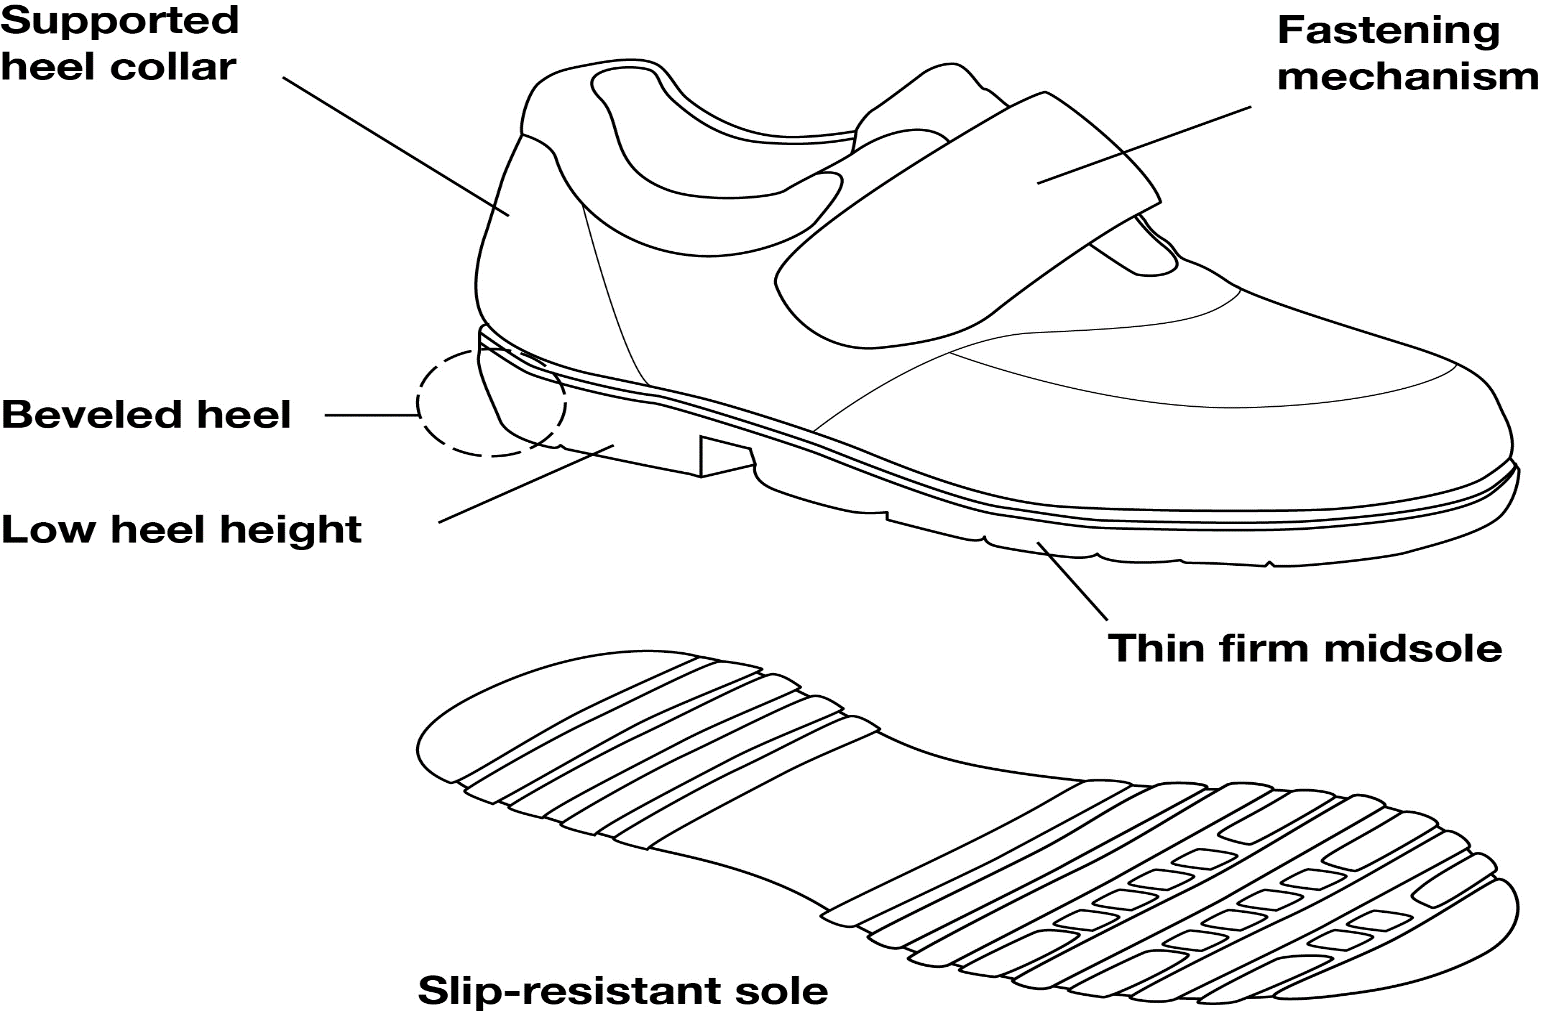 Supported
heel collar
Fastening
mechanism
Beveled heel
Low heel height
Thin firm midsole
Slip-resistant sole